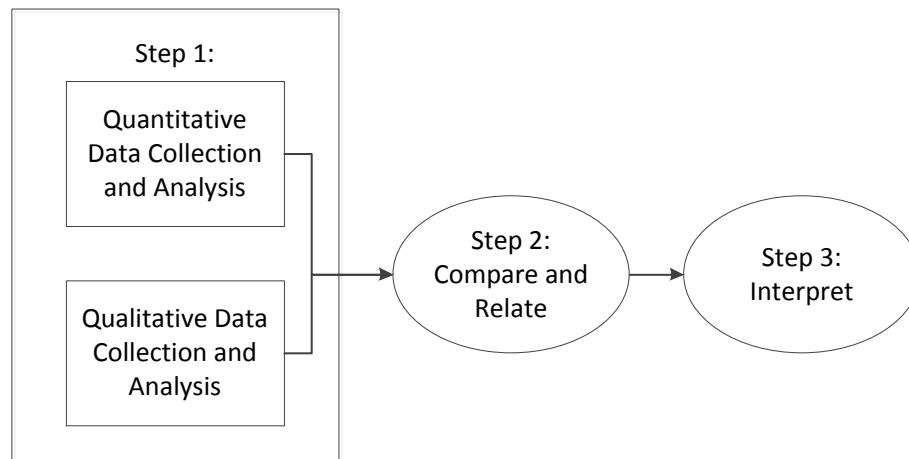 Step 1:
Quantitative
Data Collection
and Analysis
Qualitative Data
Collection and
Analysis
Step 2:
Compare and
Relate
Step 3:
Interpret